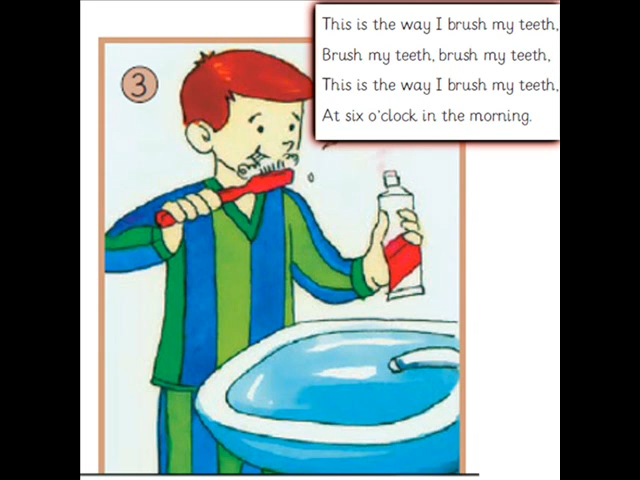 This is the way I brush my teeth,
Brush my teeth, brush my teeth,
This is the way I brush my teeth,
At six o'clock in the morning.
3